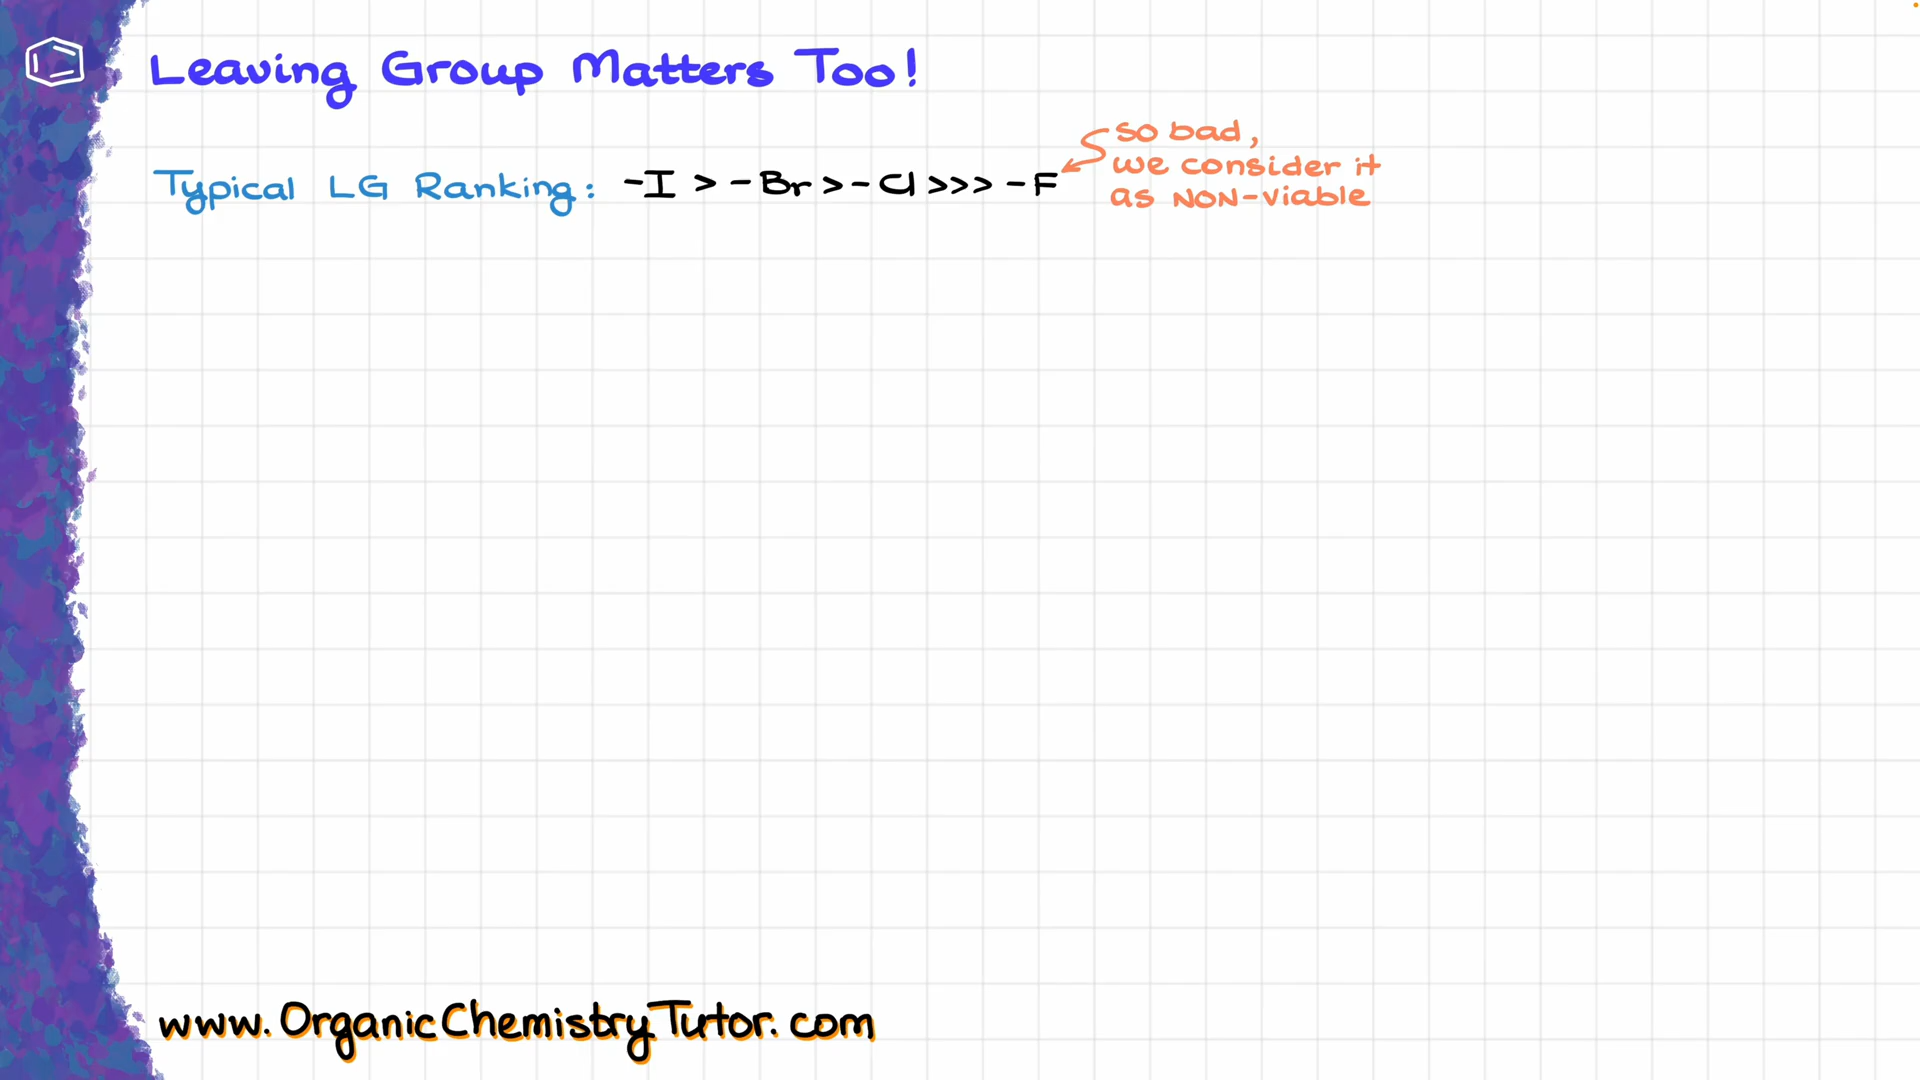 Leaving Group Matters Too!
so bad,
we consider it
as NON-viable
Typical LG Ranking: -I > -Br > -Cl >>> -F
www.OrganicChemistryTutor.com